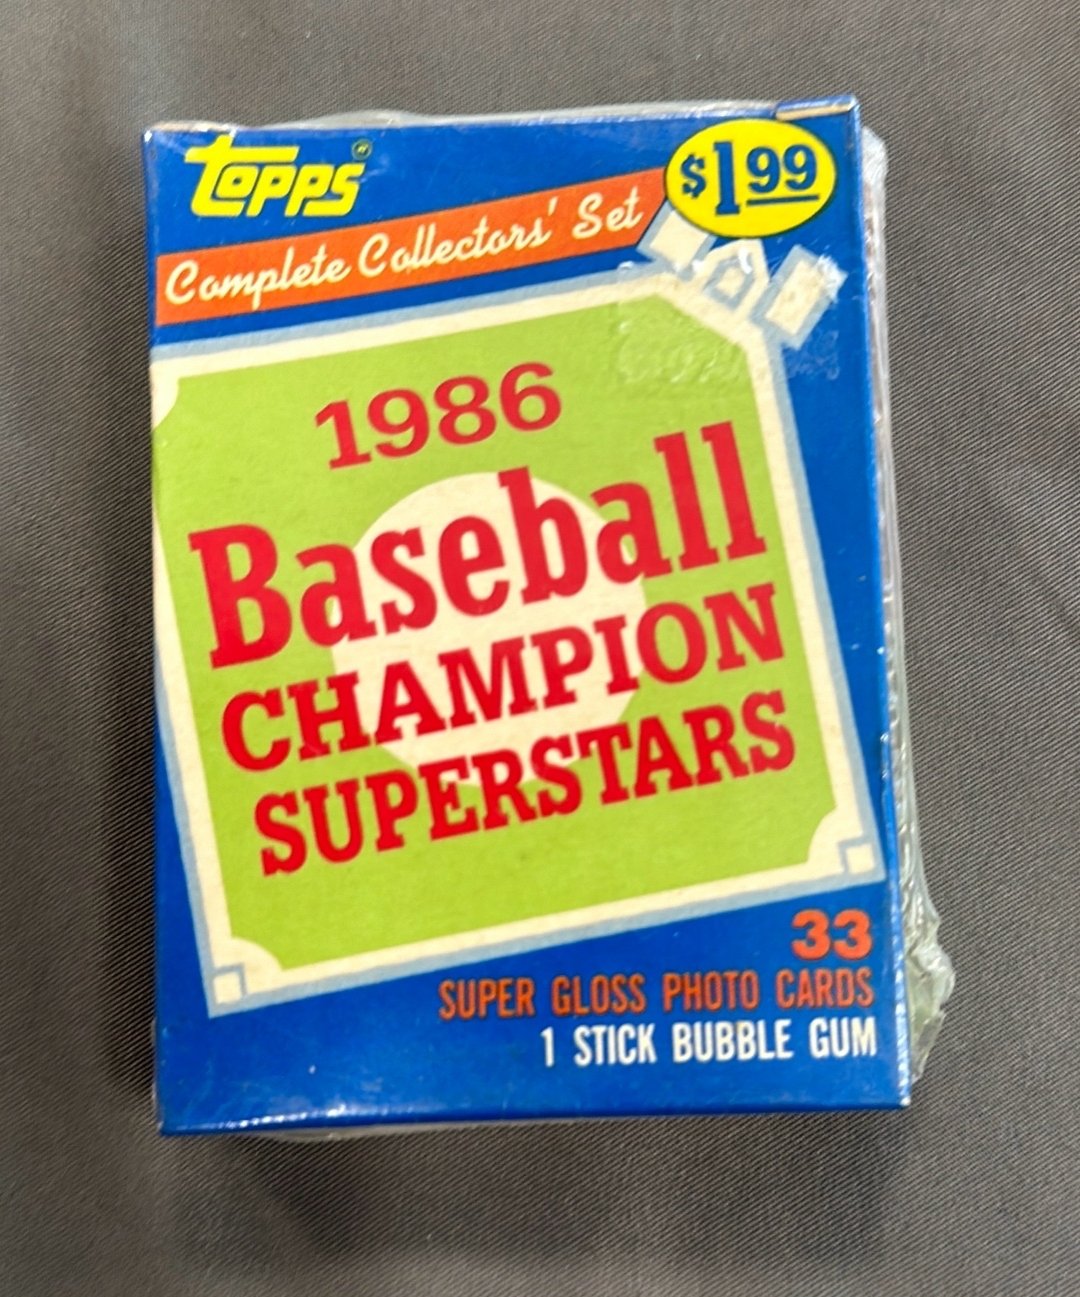 Topps
$1.99
Complete Collectors' Set
1986
Baseball
CHAMPION
SUPERSTARS
33
SUPER GLOSS PHOTO CARDS
1 STICK BUBBLE GUM